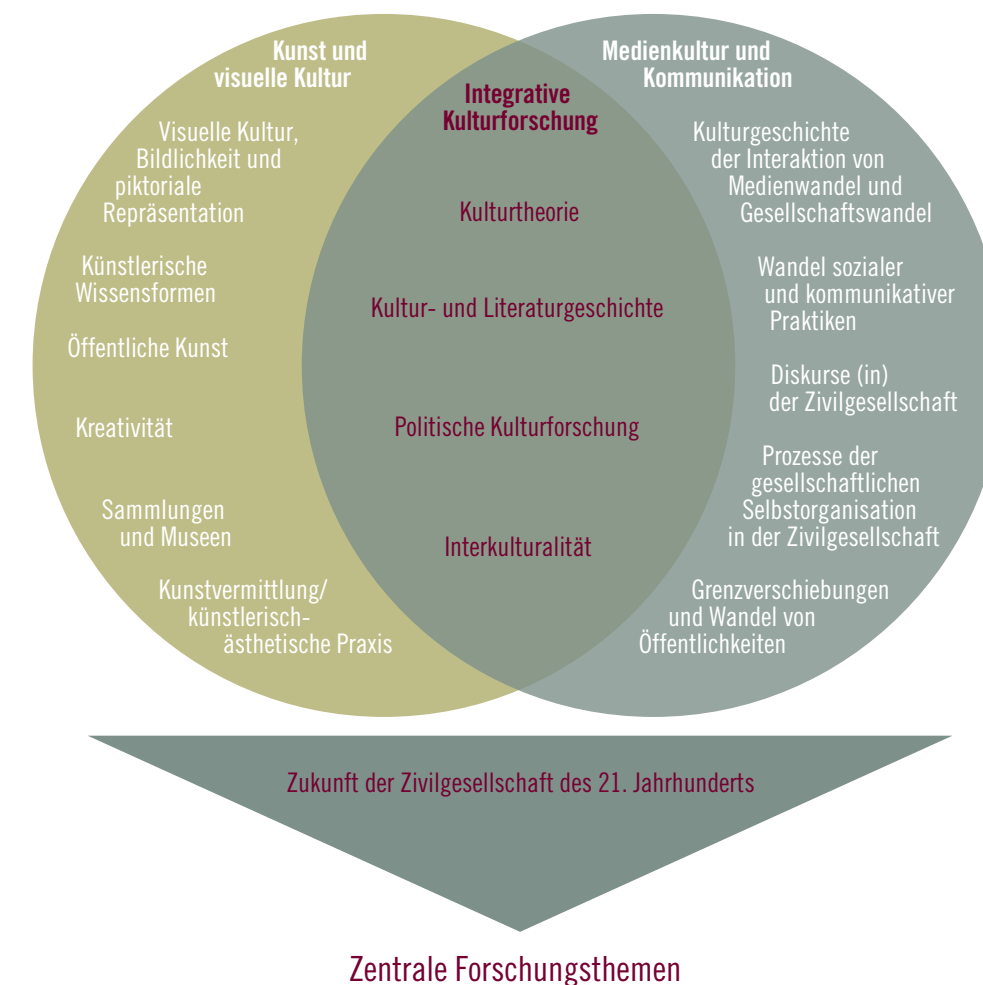 Kunst und
visuelle Kultur
Visuelle Kultur,
Bildlichkeit und
piktoriale
Repräsentation
Künstlerische
Wissensformen
Öffentliche Kunst
Kreativität
Sammlungen
und Museen
Kunstvermittlung/
künstlerisch-
ästhetische Praxis
Integrative
Kulturforschung
Kulturtheorie
Kultur- und Literaturgeschichte
Politische Kulturforschung
Interkulturalität
Medienkultur und
Kommunikation
Kulturgeschichte
der Interaktion von
Medienwandel und
Gesellschaftswandel
Wandel sozialer
und kommunikativer
Praktiken
Diskurse (in)
der Zivilgesellschaft
Prozesse der
gesellschaftlichen
Selbstorganisation
in der Zivilgesellschaft
Grenzverschiebungen
und Wandel von
Öffentlichkeiten
Zukunft der Zivilgesellschaft des 21. Jahrhunderts
Zentrale Forschungsthemen